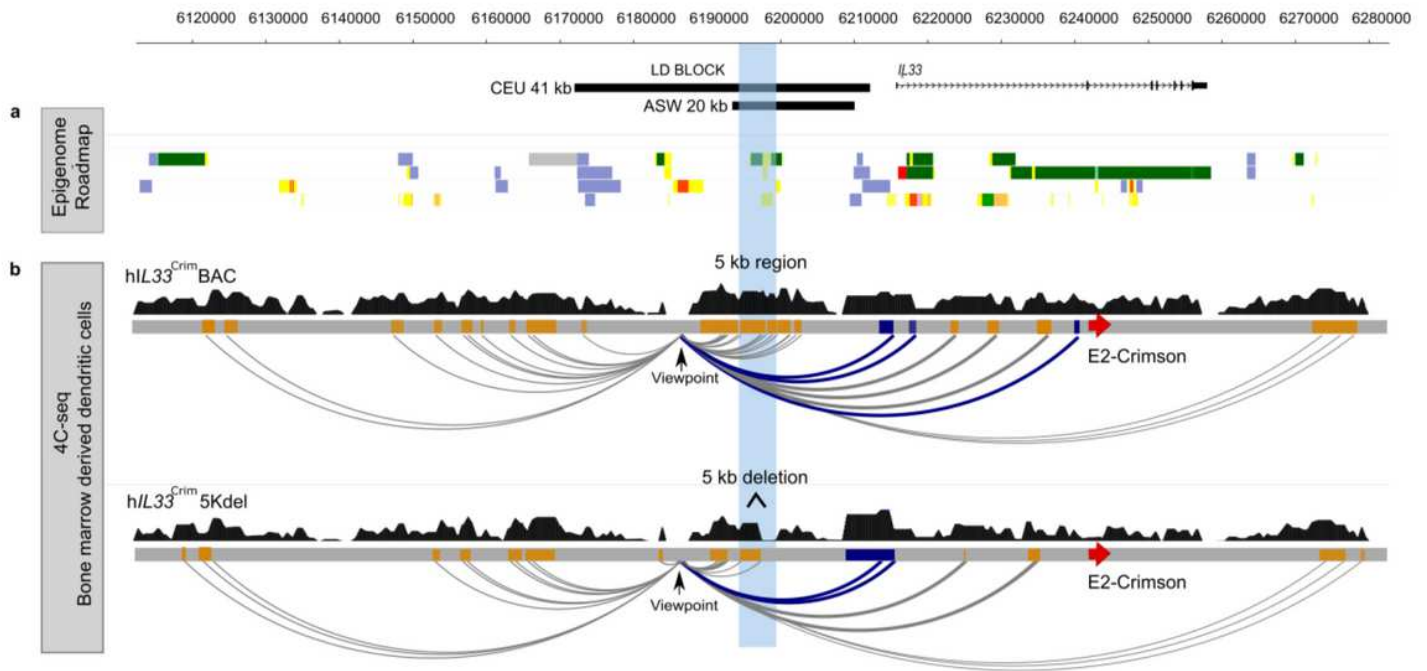 6120000 6130000 6140000 6150000 6160000 6170000 6180000 6190000 6200000 6210000 6220000 6230000 6240000 6250000 6260000 6270000 6280000
LD BLOCK
IL33
CEU 41 kb
ASW 20 kb
a
Epigenome
Roadmap
b
4C-seq
Bone marrow derived dendritic cells
hIL33CrimBAC
5 kb region
E2-Crimson
Viewpoint
5 kb deletion
hIL33Crim5Kdel
E2-Crimson
Viewpoint